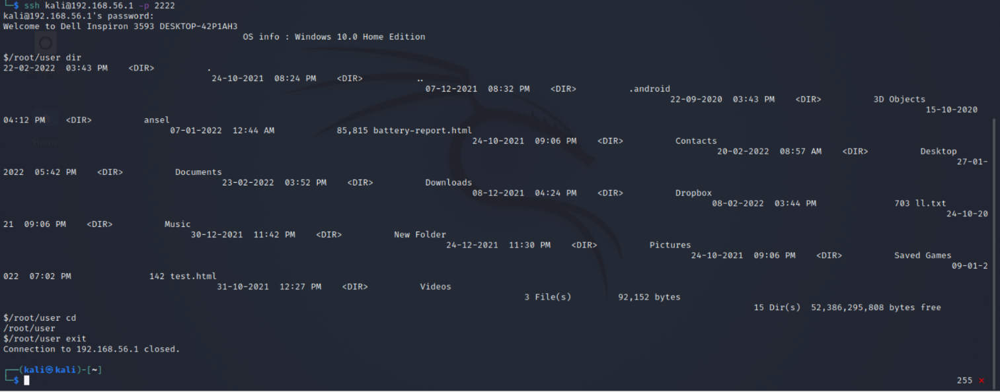 └─$ ssh kali@192.168.56.1 -p 2222
kali@192.168.56.1's password:
Welcome to Dell Inspiron 3593 DESKTOP-42P1AH3
OS info : Windows 10.0 Home Edition
$/root/user dir
22-02-2022 03:43 PM <DIR> .
24-10-2021 08:24 PM <DIR> ..
07-12-2021 08:32 PM <DIR> .android
22-09-2020 03:43 PM <DIR> 3D Objects
15-10-2020
04:12 PM <DIR> ansel
07-01-2022 12:44 AM 85,815 battery-report.html
24-10-2021 09:06 PM <DIR> Contacts
20-02-2022 08:57 AM <DIR> Desktop
27-01-
2022 05:42 PM <DIR> Documents
23-02-2022 03:52 PM <DIR> Downloads
08-12-2021 04:24 PM <DIR> Dropbox
08-02-2022 03:44 PM 703 ll.txt
24-10-20
21 09:06 PM <DIR> Music
30-12-2021 11:42 PM <DIR> New Folder
24-12-2021 11:30 PM <DIR> Pictures
24-10-2021 09:06 PM <DIR> Saved Games
09-01-2
022 07:02 PM 142 test.html
31-10-2021 12:27 PM <DIR> Videos
3 File(s) 92,152 bytes
15 Dir(s) 52,386,295,808 bytes free
$/root/user cd
/root/user
$/root/user exit
Connection to 192.168.56.1 closed.
┌──(kali㉿kali)-[~]
└─$ 255 ⨯
Home